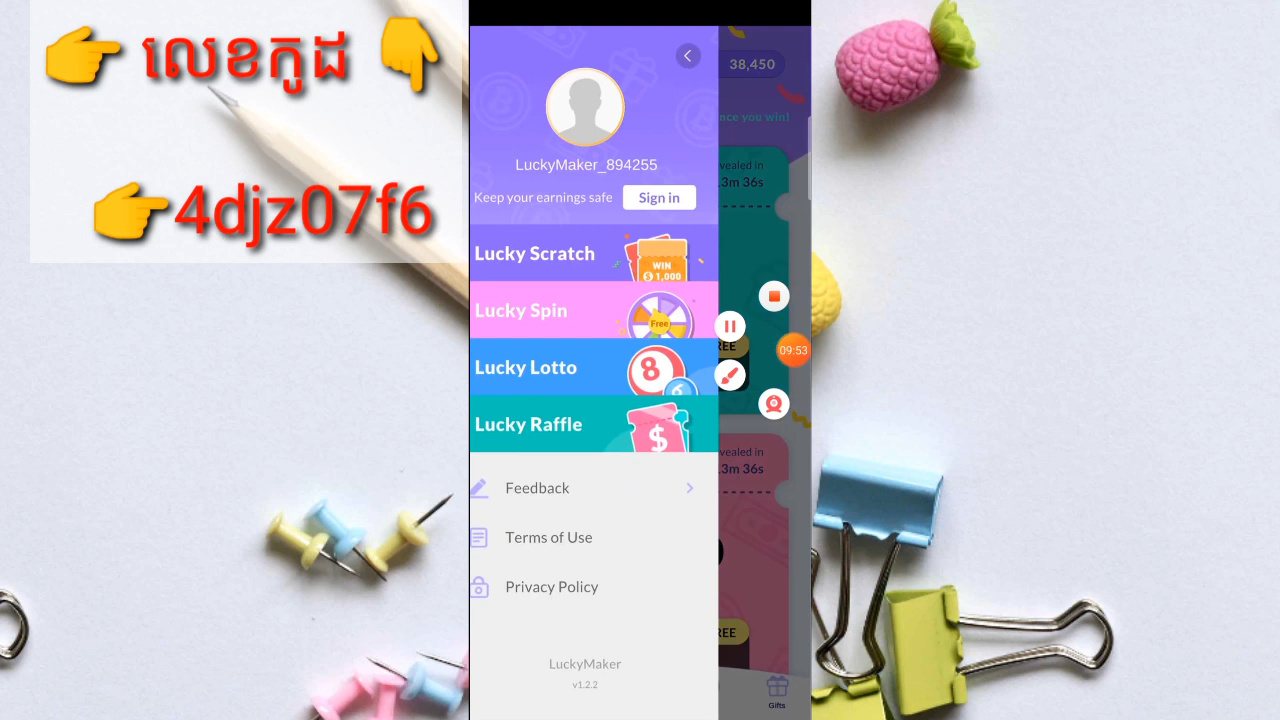 លេខកូដ
4djz07f6
38,450
nce you win!
LuckyMaker_894255
vealed in
3m 36s
Keep your earnings safe
Sign in
Lucky Scratch
WIN
$ 1,000
Lucky Spin
Free
Lucky Lotto
8
6
REE
09:53
Lucky Raffle
$
vealed in
3m 36s
Feedback
Terms of Use
Privacy Policy
REE
LuckyMaker
v1.2.2
Gifts